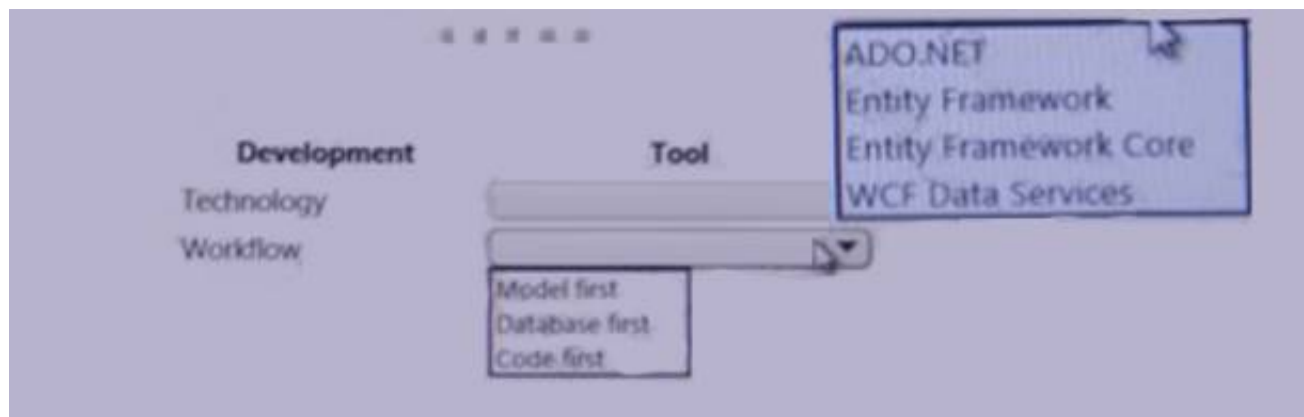 ADO.NET
Entity Framework
Entity Framework Core
WCF Data Services
Development Tool
Technology
Workflow
Model first
Database first
Code first